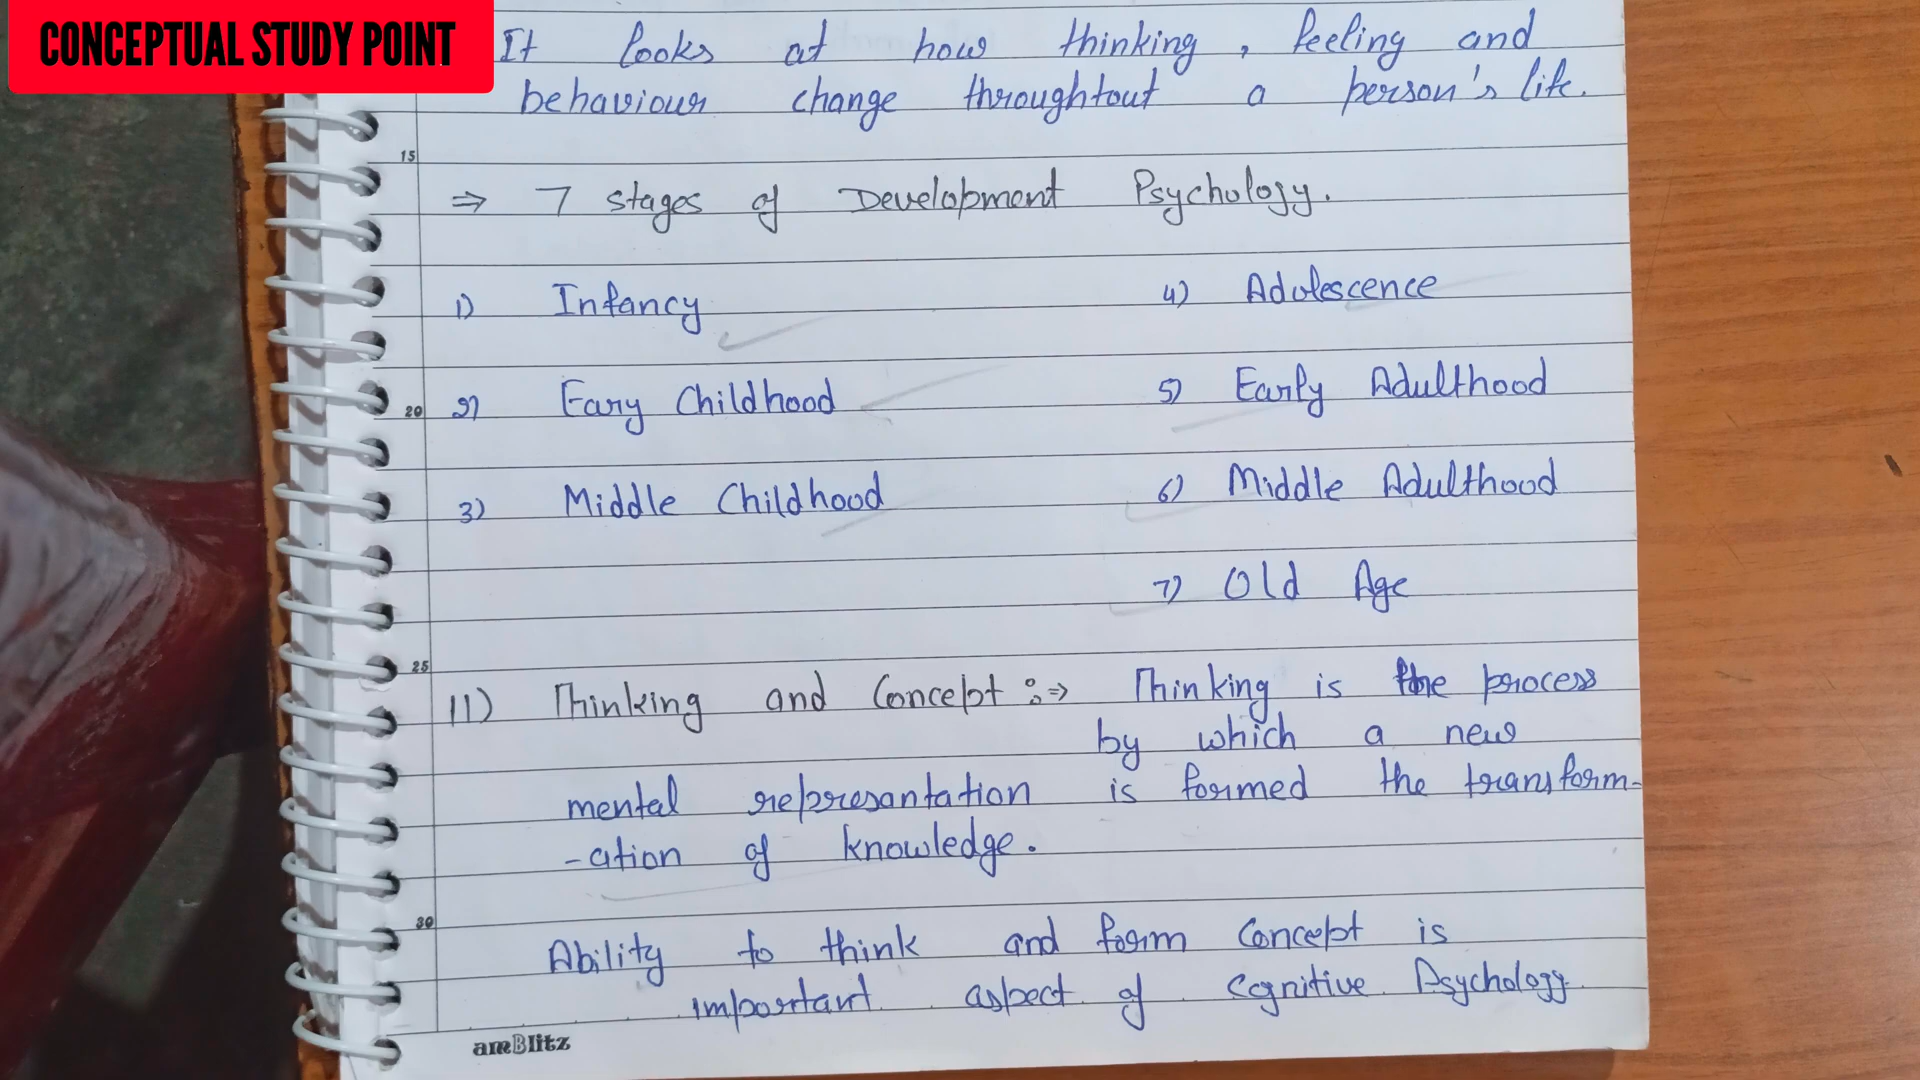 CONCEPTUAL STUDY POINT
It looks at how thinking, feeling and
behaviour change throughtout a person's life.
15
⇒ 7 stages of Development Psychology.
1) Infancy
4) Adolescence
20
2) Eary Childhood
5) Early Adulthood
3) Middle Childhood
6) Middle Adulthood
7) Old Age
25
11) Thinking and Concept :⇒ Thinking is the process
by which a new
mental represantation is formed the transform-
-ation of knowledge.
30
Ability to think and form Concept is
important aspect of Cognitive Psychology.
amBlitz